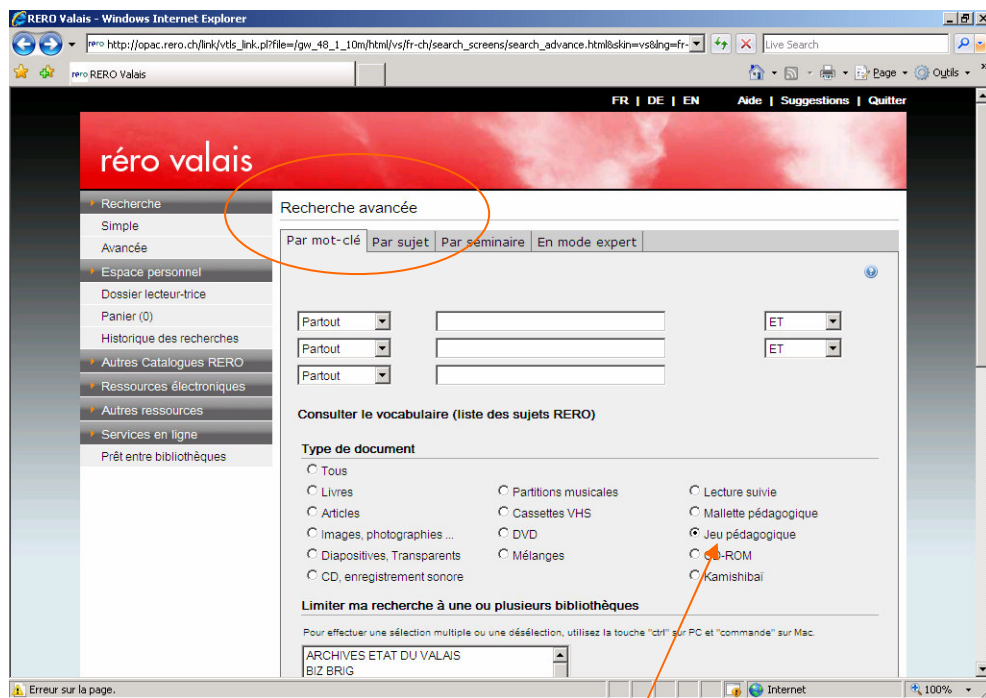 RERO Valais - Windows Internet Explorer
rero http://opac.rero.ch/link/vtls_link.pl?file=/gw_48_1_10m/html/vs/fr-ch/search_screens/search_advance.html&skin=vs&lng=fr-
Live Search
rero RERO Valais
Page Outils
FR | DE | EN Aide | Suggestions | Quitter
réro valais
Recherche
Simple
Avancée
Espace personnel
Dossier lecteur-trice
Panier (0)
Historique des recherches
Autres Catalogues RERO
Ressources électroniques
Autres ressources
Services en ligne
Prêt entre bibliothèques
Recherche avancée
Par mot-clé Par sujet Par séminaire En mode expert
Partout ET
Partout ET
Partout
Consulter le vocabulaire (liste des sujets RERO)
Type de document
Tous
Livres Partitions musicales Lecture suivie
Articles Cassettes VHS Mallette pédagogique
Images, photographies ... DVD Jeu pédagogique
Diapositives, Transparents Mélanges CD-ROM
CD, enregistrement sonore Kamishibaï
Limiter ma recherche à une ou plusieurs bibliothèques
Pour effectuer une sélection multiple ou une désélection, utilisez la touche "ctrl" sur PC et "commande" sur Mac.
ARCHIVES ETAT DU VALAIS
BIZ BRIG
Erreur sur la page. Internet 100%